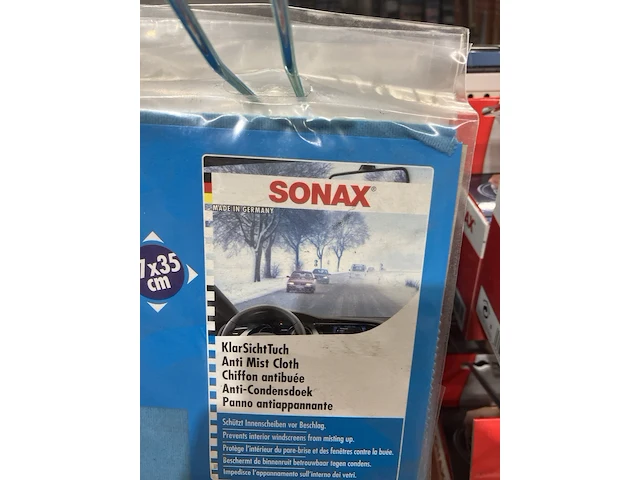 SONAX®
MADE IN GERMANY
7x35
cm
KlarSichtTuch
Anti Mist Cloth
Chiffon antibuée
Anti-Condensdoek
Panno antiappannante
Schützt Innenscheiben vor Beschlag.
Prevents interior windscreens from misting up.
Protège l'intérieur du pare-brise et des fenêtres contre la buée.
Beschermt de binnenruit betrouwbaar tegen condens.
Impedisce l'appannamento sull'interno dei vetri.